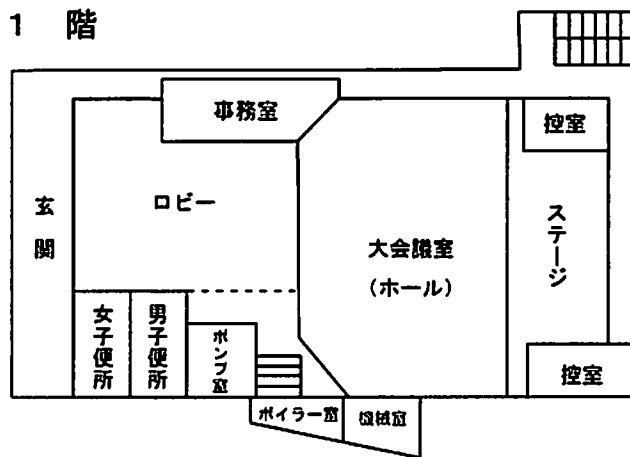 1 階
事務室
控室
玄関
ロビー
ステージ
大会議室
(ホール)
女子便所
男子便所
ポンプ室
控室
ボイラー室
機械室